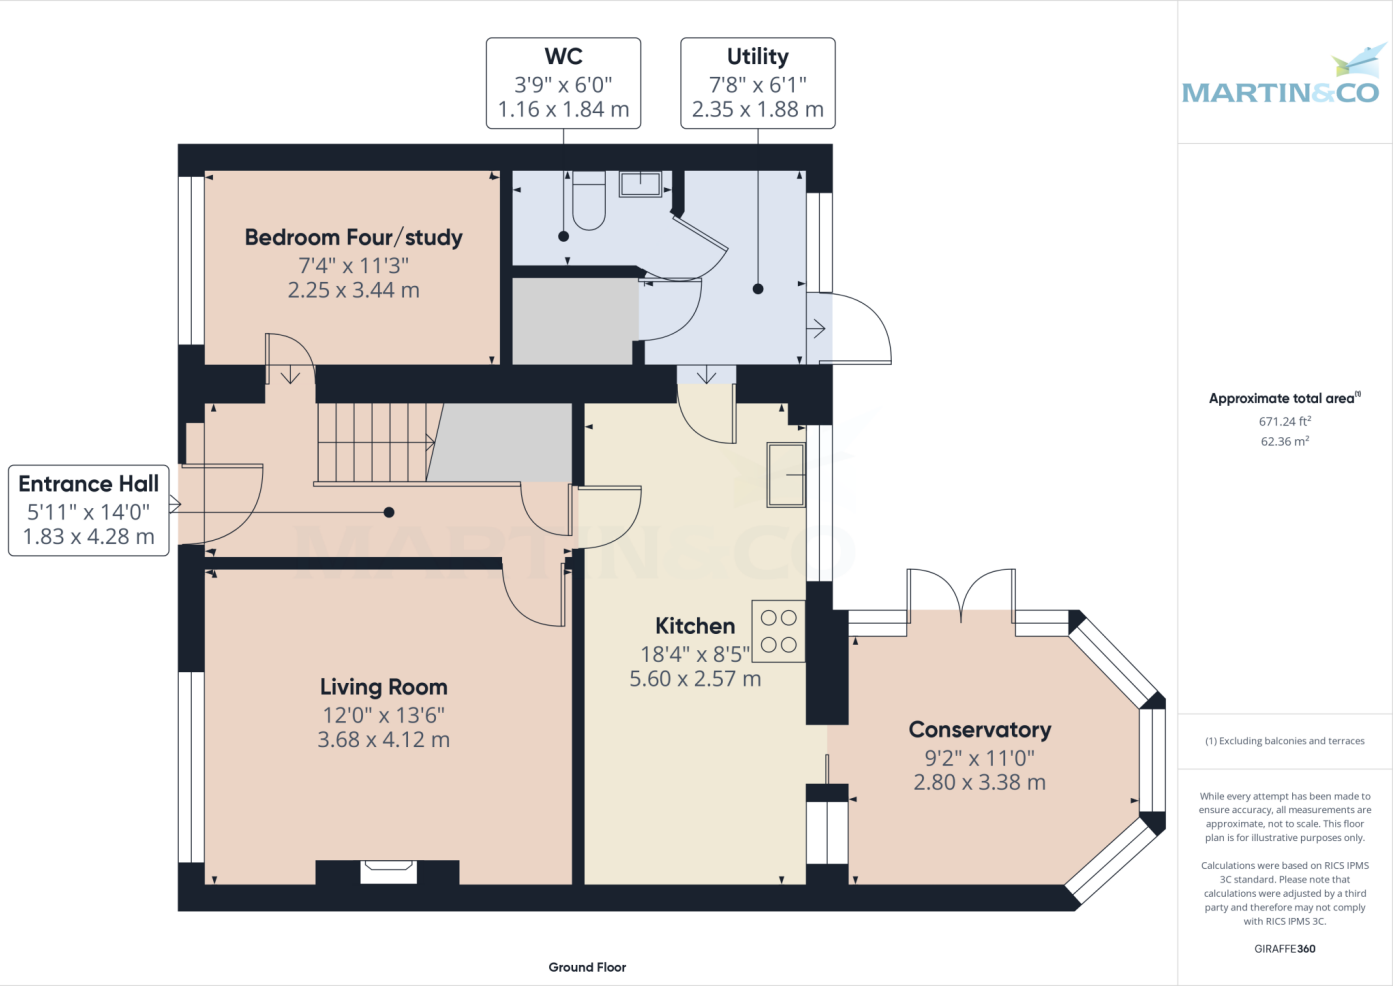 WC
3'9" x 6'0"
1.16 x 1.84 m
Utility
7'8" x 6'1"
2.35 x 1.88 m
Bedroom Four/study
7'4" x 11'3"
2.25 x 3.44 m
Entrance Hall
5'11" x 14'0"
1.83 x 4.28 m
Kitchen
18'4" x 8'5"
5.60 x 2.57 m
Living Room
12'0" x 13'6"
3.68 x 4.12 m
Conservatory
9'2" x 11'0"
2.80 x 3.38 m
MARTIN&CO
Ground Floor
MARTIN&CO
Approximate total area(1)
671.24 ft²
62.36 m²
(1) Excluding balconies and terraces
While every attempt has been made to
ensure accuracy, all measurements are
approximate, not to scale. This floor
plan is for illustrative purposes only.
Calculations were based on RICS IPMS
3C standard. Please note that
calculations were adjusted by a third
party and therefore may not comply
with RICS IPMS 3C.
GIRAFFE360